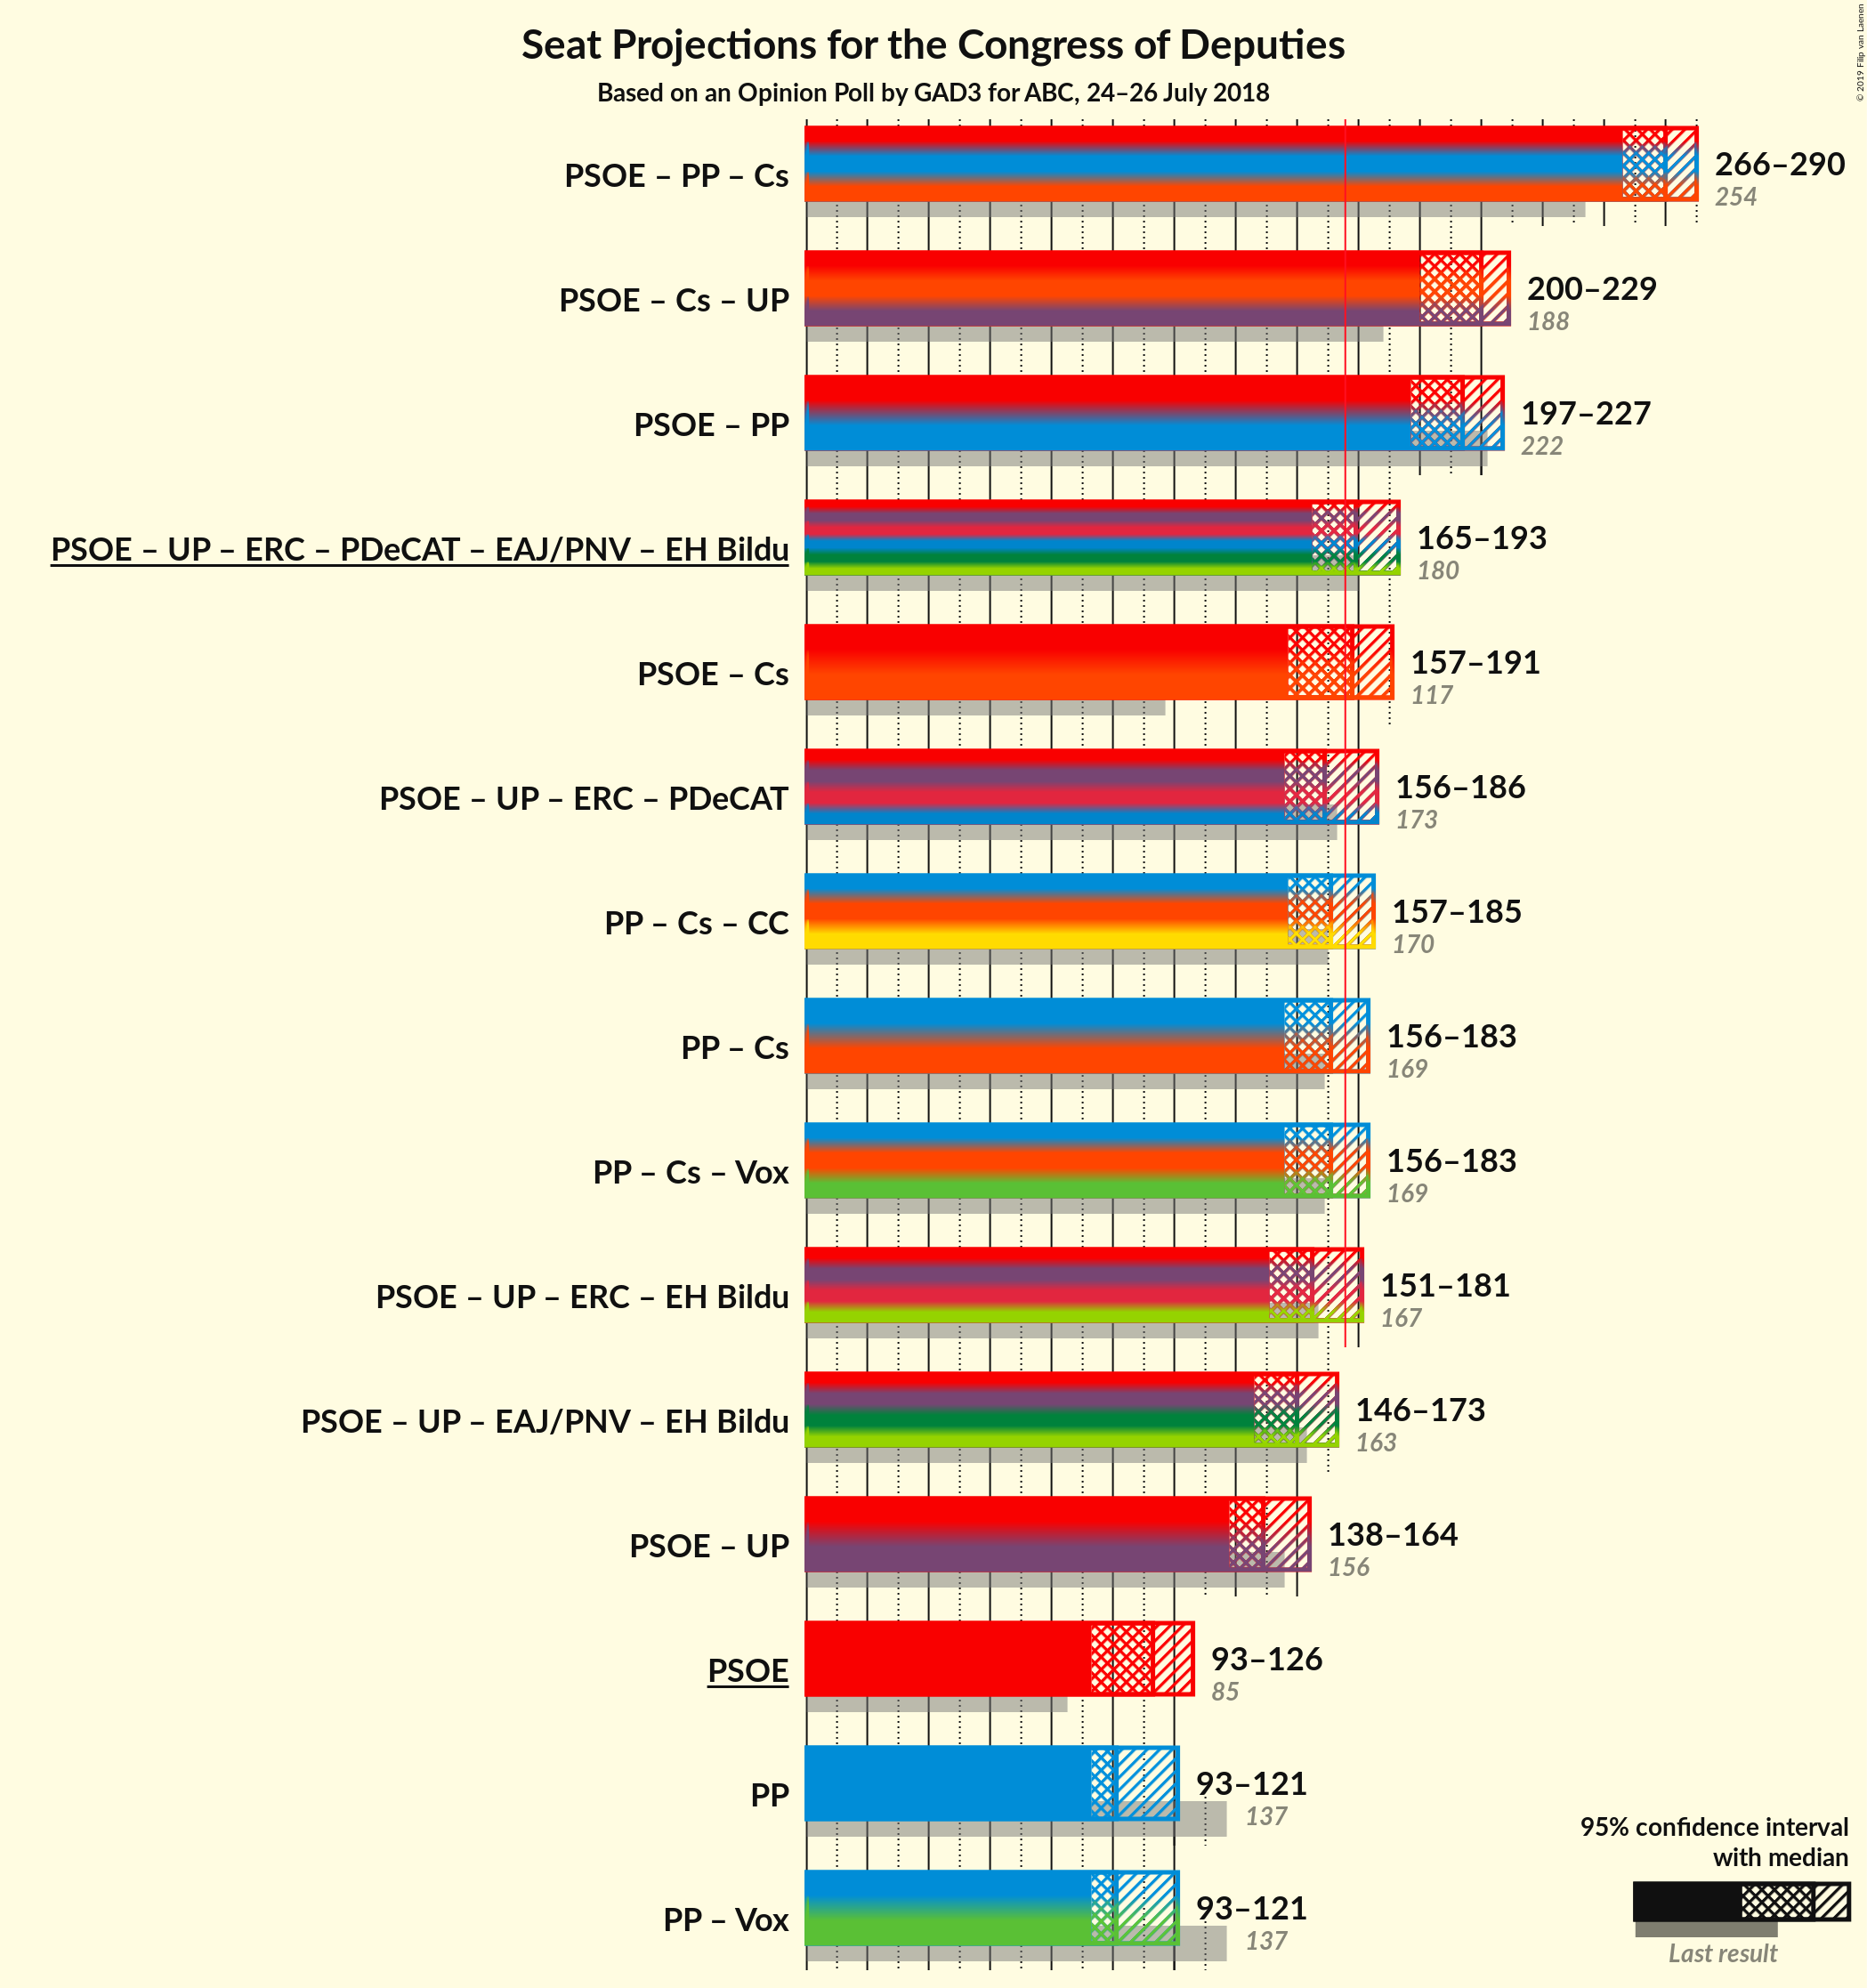 Seat Projections for the Congress of Deputies
Based on an Opinion Poll by GAD3 for ABC, 24–26 July 2018
© 2019 Filip van Laenen
PSOE – PP – Cs
266–290
254
PSOE – Cs – UP
200–229
188
PSOE – PP
197–227
222
PSOE – UP – ERC – PDeCAT – EAJ/PNV – EH Bildu
165–193
180
PSOE – Cs
157–191
117
PSOE – UP – ERC – PDeCAT
156–186
173
PP – Cs – CC
157–185
170
PP – Cs
156–183
169
PP – Cs – Vox
156–183
169
PSOE – UP – ERC – EH Bildu
151–181
167
PSOE – UP – EAJ/PNV – EH Bildu
146–173
163
PSOE – UP
138–164
156
PSOE
93–126
85
PP
93–121
137
PP – Vox
93–121
137
95% confidence interval
with median
Last result